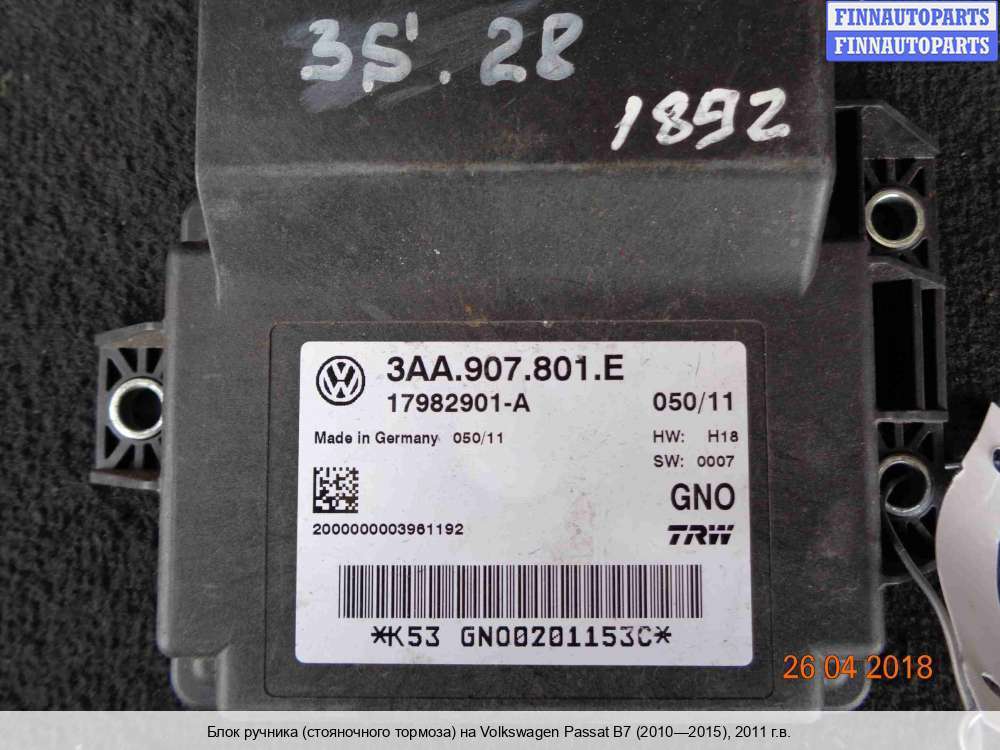 FINNAUTOPARTS
FINNAUTOPARTS
35'. 28
1892
3AA.907.801.E
17982901-A 050/11
Made in Germany 050/11 HW: H18
SW: 0007
GNO
2000000003961192 TRW
*K53 GNO0201153C*
26 04 2018
Блок ручника (стояночного тормоза) на Volkswagen Passat B7 (2010—2015), 2011 г.в.